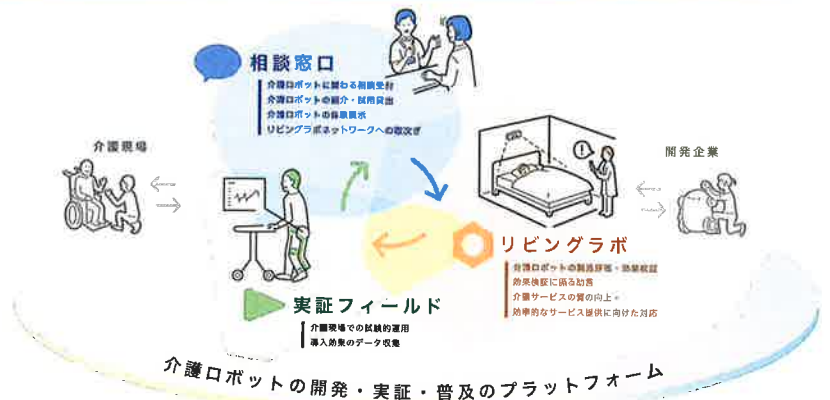 相談窓口
介護ロボットに関わる相談受付
介護ロボットの紹介・試用貸出
介護ロボットの体験展示
リビングラボネットワークへの取次ぎ
介護現場
開発企業
リビングラボ
介護ロボットの製品評価・効果検証
効果検証に係る助言
介護サービスの質の向上・
効率的なサービス提供に向けた対応
実証フィールド
介護現場での試験的運用
導入効果のデータ収集
介護ロボットの開発・実証・普及のプラットフォーム